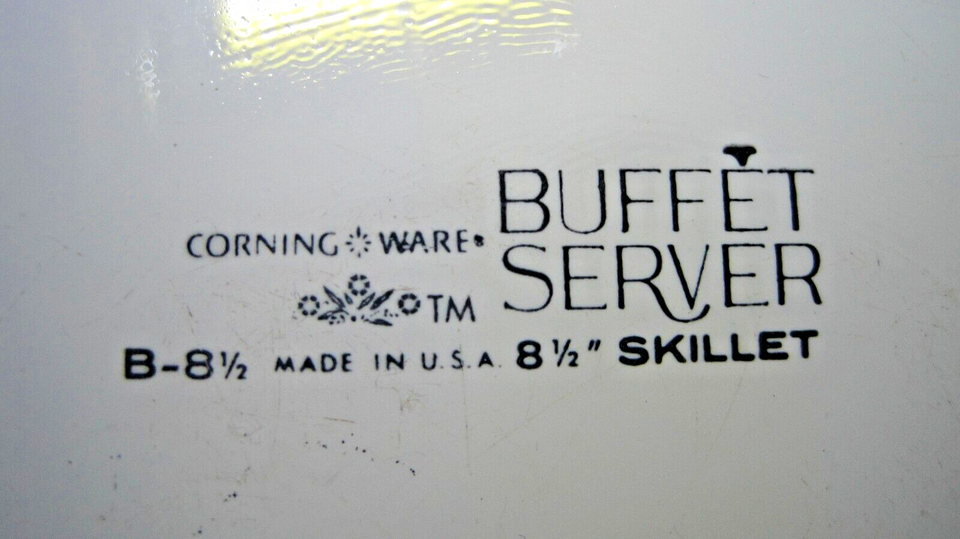 BUFFET
SERVER
CORNING WARE®
TM
B-8½ MADE IN U.S.A. 8½" SKILLET